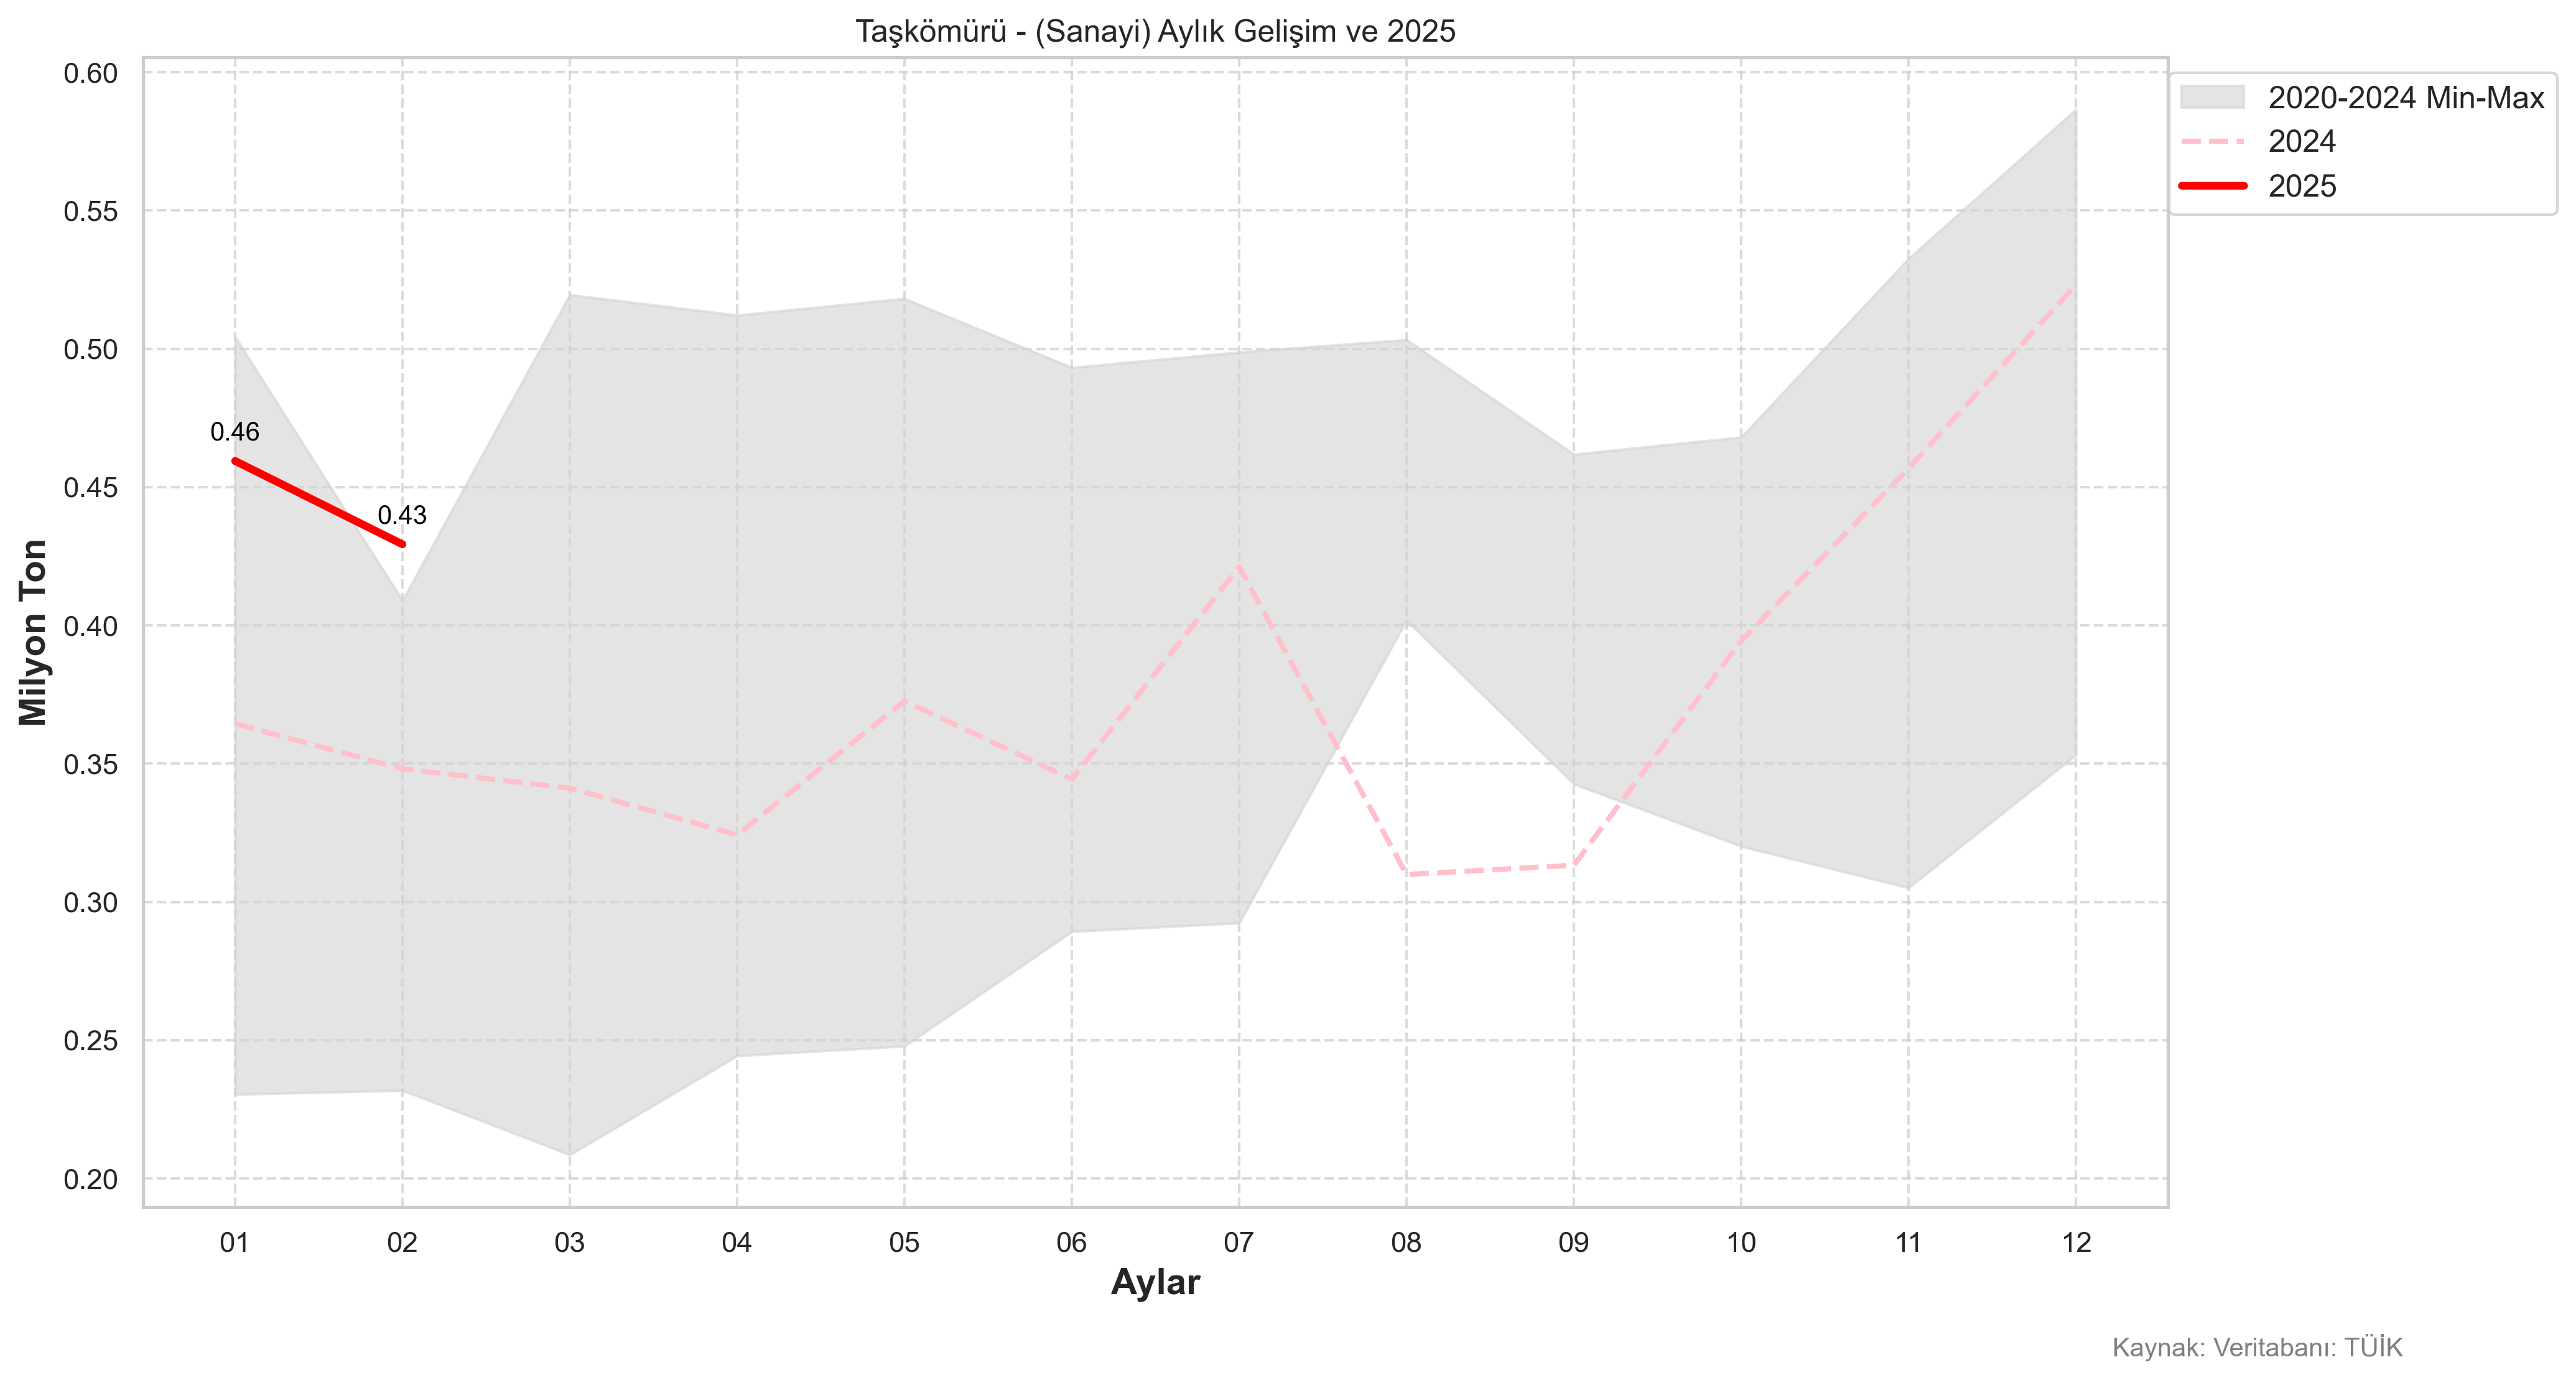 Taşkömürü - (Sanayi) Aylık Gelişim ve 2025
0.60
0.55
0.50
0.45
0.40
0.35
0.30
0.25
0.20
Milyon Ton
0.46
0.43
01 02 03 04 05 06 07 08 09 10 11 12
Aylar
2020-2024 Min-Max
2024
2025
Kaynak: Veritabanı: TÜİK